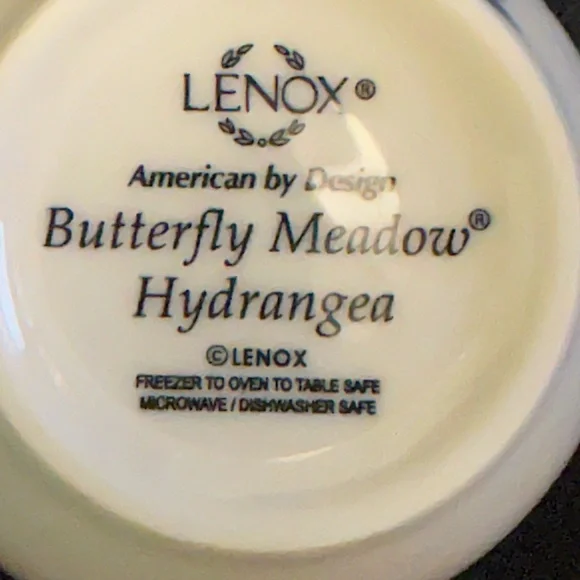 LENOX®
American by Design
Butterfly Meadow®
Hydrangea
©LENOX
FREEZER TO OVEN TO TABLE SAFE
MICROWAVE / DISHWASHER SAFE